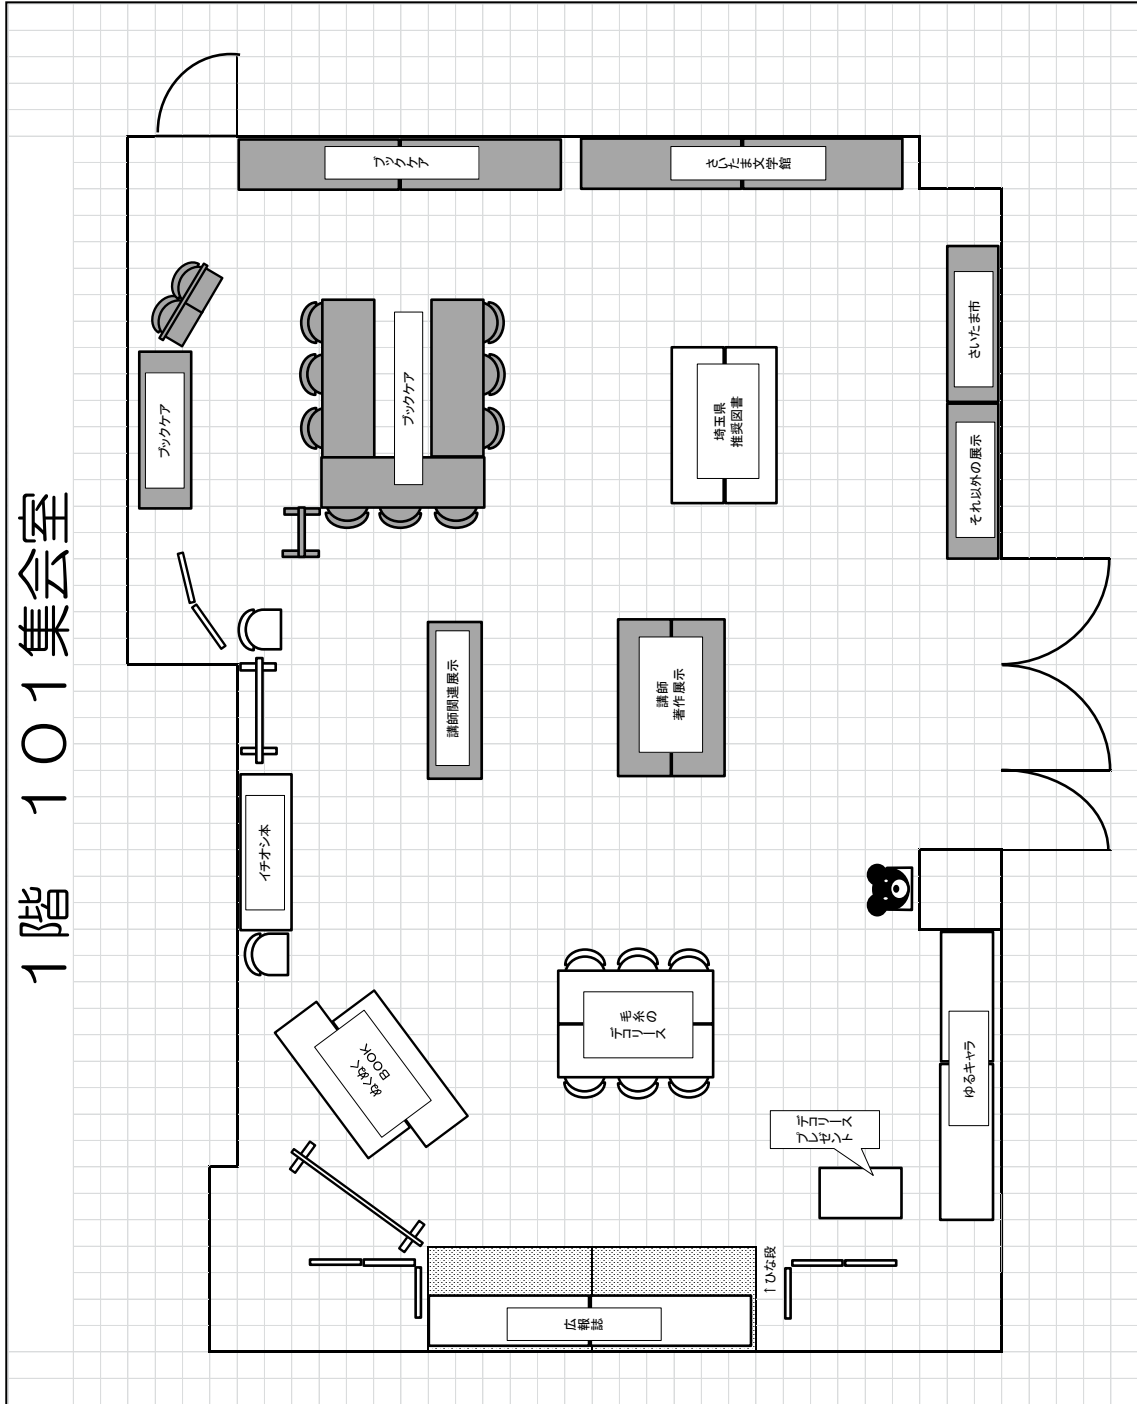 1階 101集会室
ブックケア
さいたま文学館
ブックケア
ブックケア
さいたま市
それ以外の展示
埼玉県
推奨図書
講師関連展示
講師
著作展示
イチオシ本
ぬくぬく
BOOK
毛糸の
デコリース
ゆるキャラ
デコリース
プレゼント
↑ひな段
広報誌